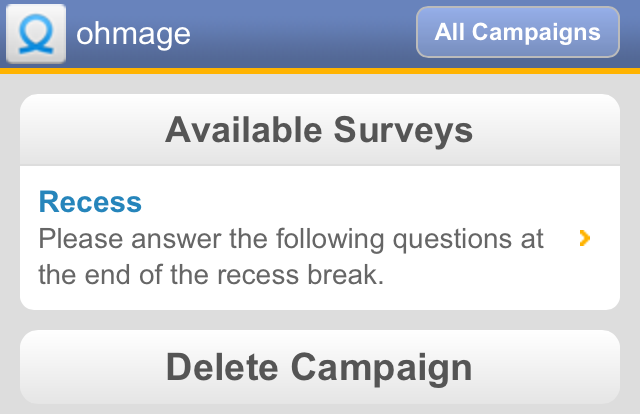 ohmage
All Campaigns
Available Surveys
Recess
Please answer the following questions at
the end of the recess break.
Delete Campaign